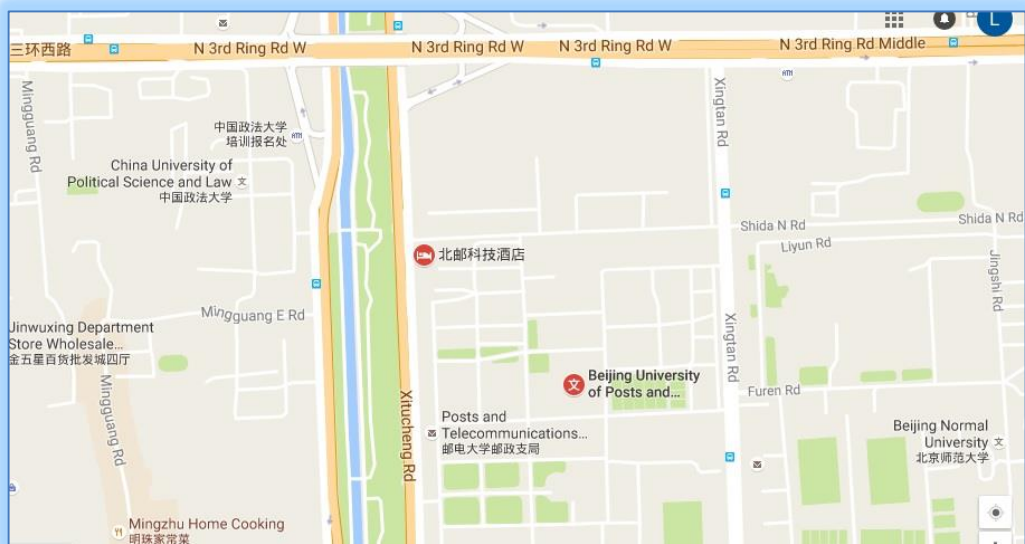 三环西路
N 3rd Ring Rd W
N 3rd Ring Rd W
N 3rd Ring Rd W
N 3rd Ring Rd Middle
L
Mingguang Rd
Xingtan Rd
中国政法大学
培训报名处
China University of
Political Science and Law
中国政法大学
Shida N Rd
Shida N Rd
Liyun Rd
北邮科技酒店
Jingshi Rd
Mingguang E Rd
Jinwuxing Department
Store Wholesale...
金五星百货批发城四厅
Xingtan Rd
文
Beijing University
of Posts and...
Furen Rd
Mingguang Rd
Xitucheng Rd
Posts and
Telecommunications...
邮电大学邮政支局
Beijing Normal
University
北京师范大学
Mingzhu Home Cooking
明珠家常菜